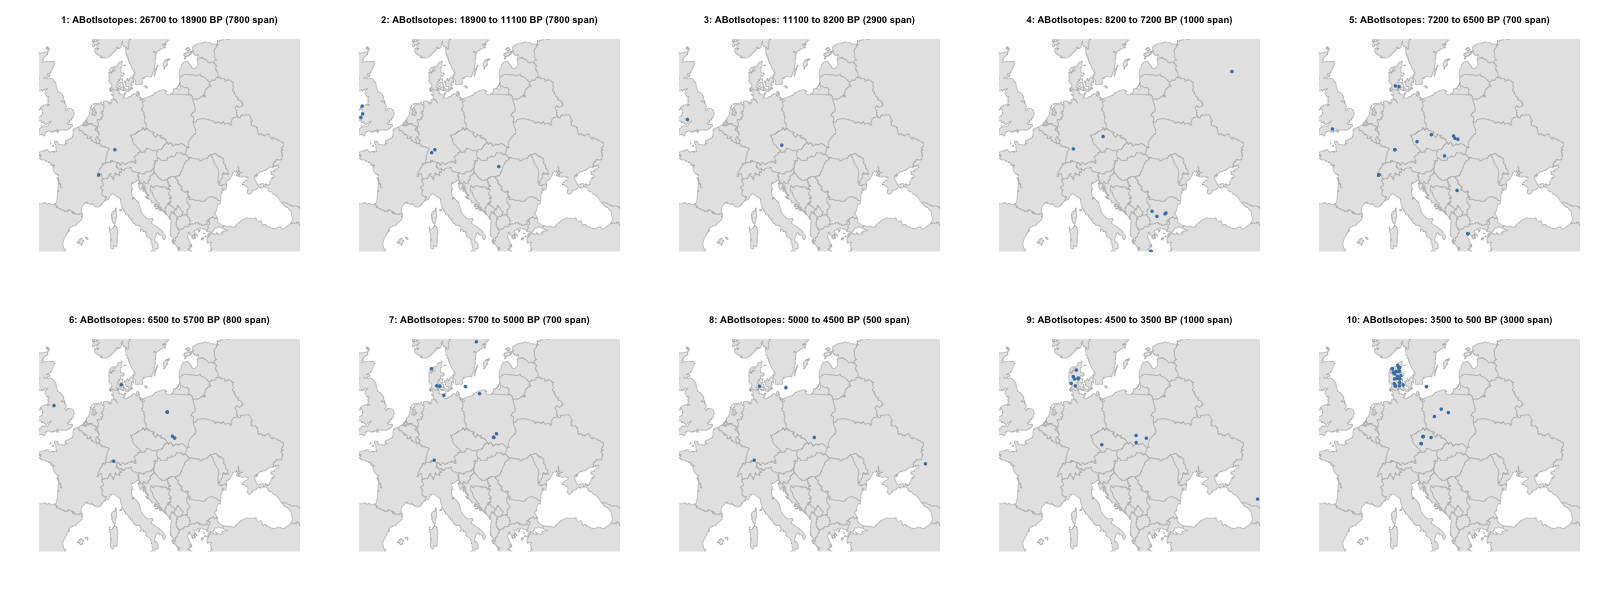 1: ABotIsotopes: 26700 to 18900 BP (7800 span)
2: ABotIsotopes: 18900 to 11100 BP (7800 span)
3: ABotIsotopes: 11100 to 8200 BP (2900 span)
4: ABotIsotopes: 8200 to 7200 BP (1000 span)
5: ABotIsotopes: 7200 to 6500 BP (700 span)
6: ABotIsotopes: 6500 to 5700 BP (800 span)
7: ABotIsotopes: 5700 to 5000 BP (700 span)
8: ABotIsotopes: 5000 to 4500 BP (500 span)
9: ABotIsotopes: 4500 to 3500 BP (1000 span)
10: ABotIsotopes: 3500 to 500 BP (3000 span)